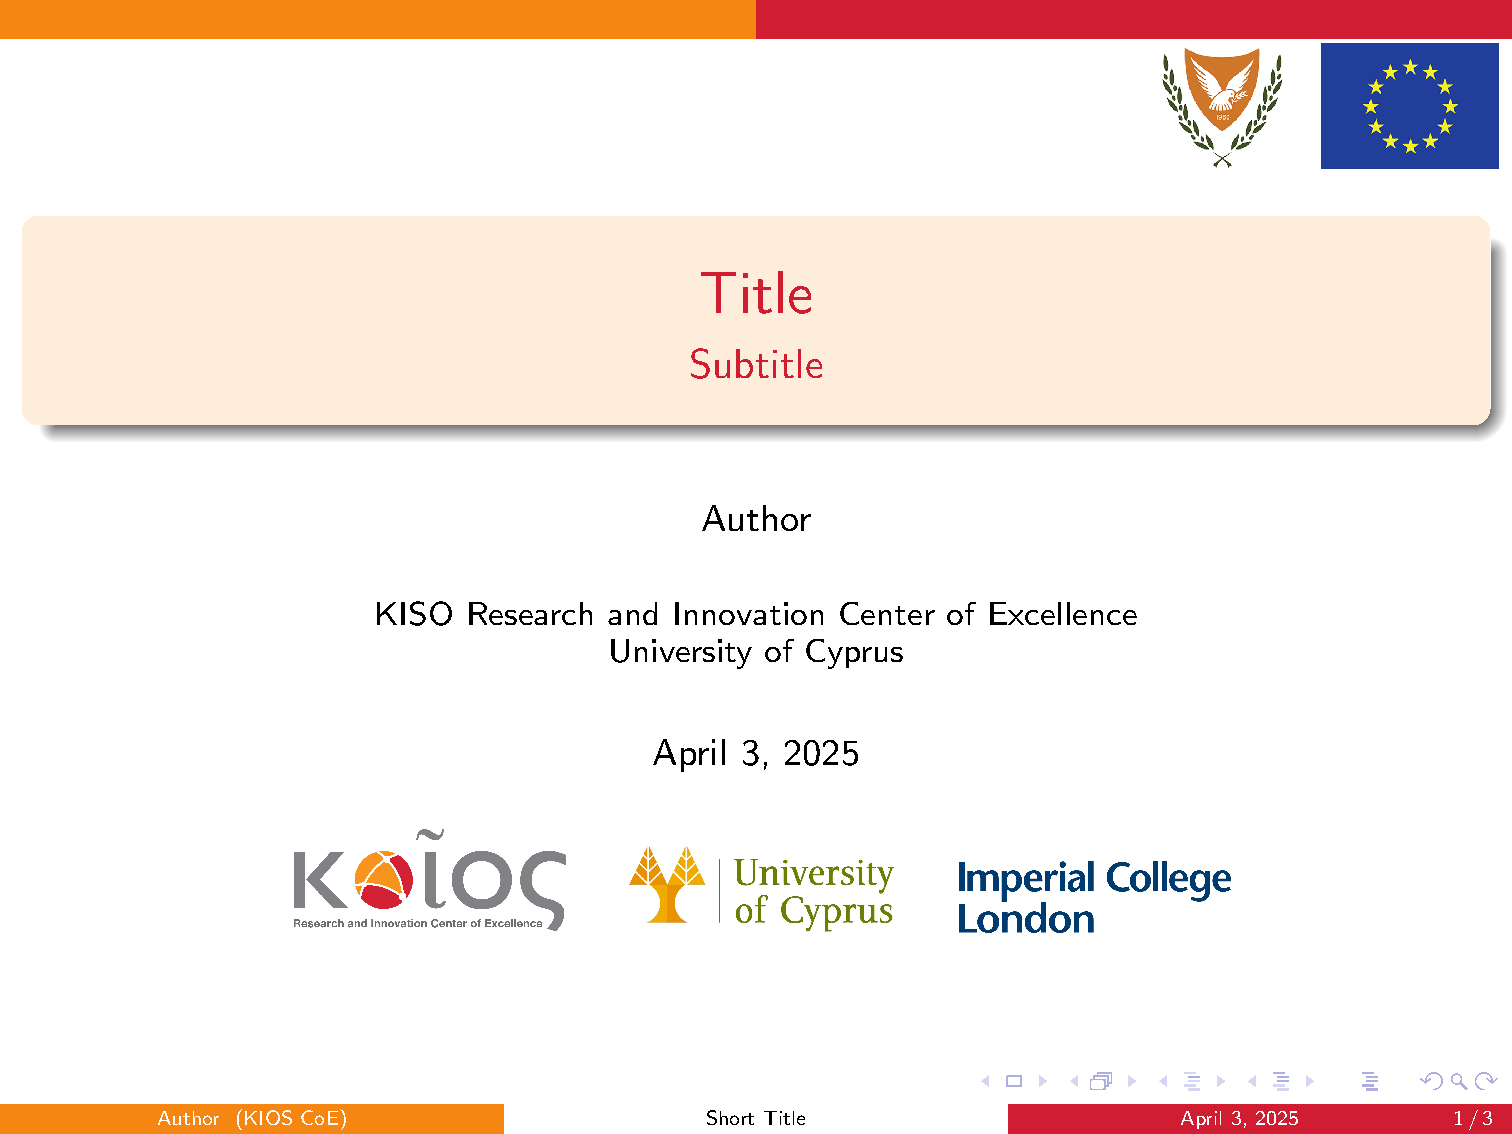 1960
Title
Subtitle
Author
KISO Research and Innovation Center of Excellence
University of Cyprus
April 3, 2025
κοῖος
Research and Innovation Center of Excellence
University
of Cyprus
Imperial College
London
Author (KIOS CoE)
Short Title
April 3, 2025
1 / 3